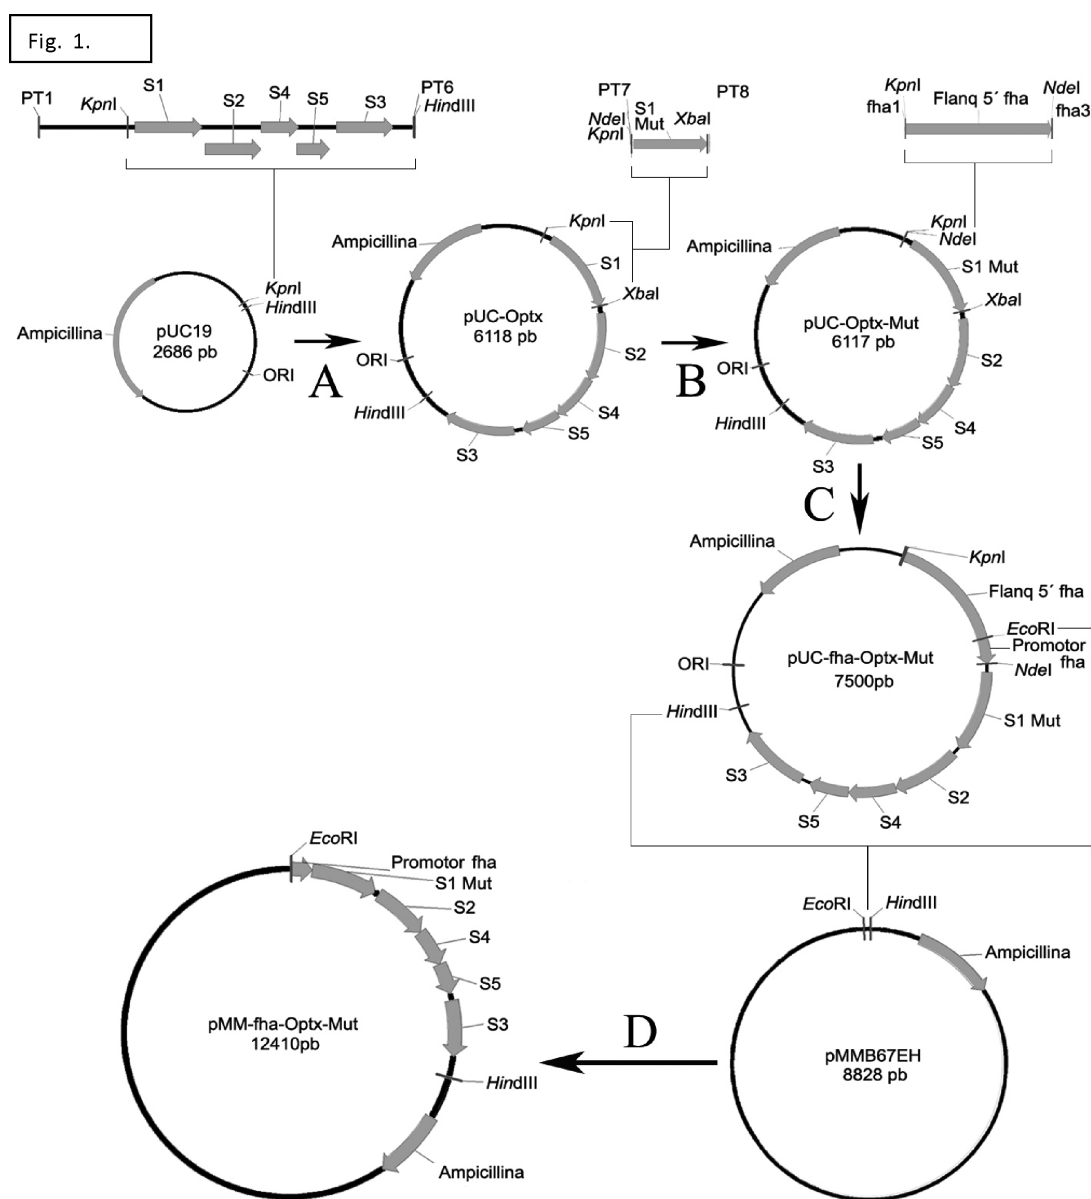 Fig. 1.
PT1
KpnI
S1
S2
S4
S5
S3
PT6
HindIII
PT7
NdeI
KpnI
S1
Mut
XbaI
PT8
KpnI
fha1
Flanq 5´ fha
NdeI
fha3
Ampicillina
pUC19
2686 pb
KpnI
HindIII
ORI
A
Ampicillina
KpnI
S1
XbaI
pUC-Optx
6118 pb
S2
ORI
HindIII
S4
S5
S3
B
Ampicillina
KpnI
NdeI
S1 Mut
XbaI
pUC-Optx-Mut
6117 pb
S2
ORI
HindIII
S4
S5
S3
C
Ampicillina
KpnI
Flanq 5´ fha
EcoRI
Promotor
fha
NdeI
pUC-fha-Optx-Mut
7500pb
ORI
HindIII
S1 Mut
S3
S2
S5
S4
EcoRI
HindIII
Ampicillina
pMMB67EH
8828 pb
D
EcoRI
Promotor fha
S1 Mut
S2
S4
S5
S3
pMM-fha-Optx-Mut
12410pb
HindIII
Ampicillina